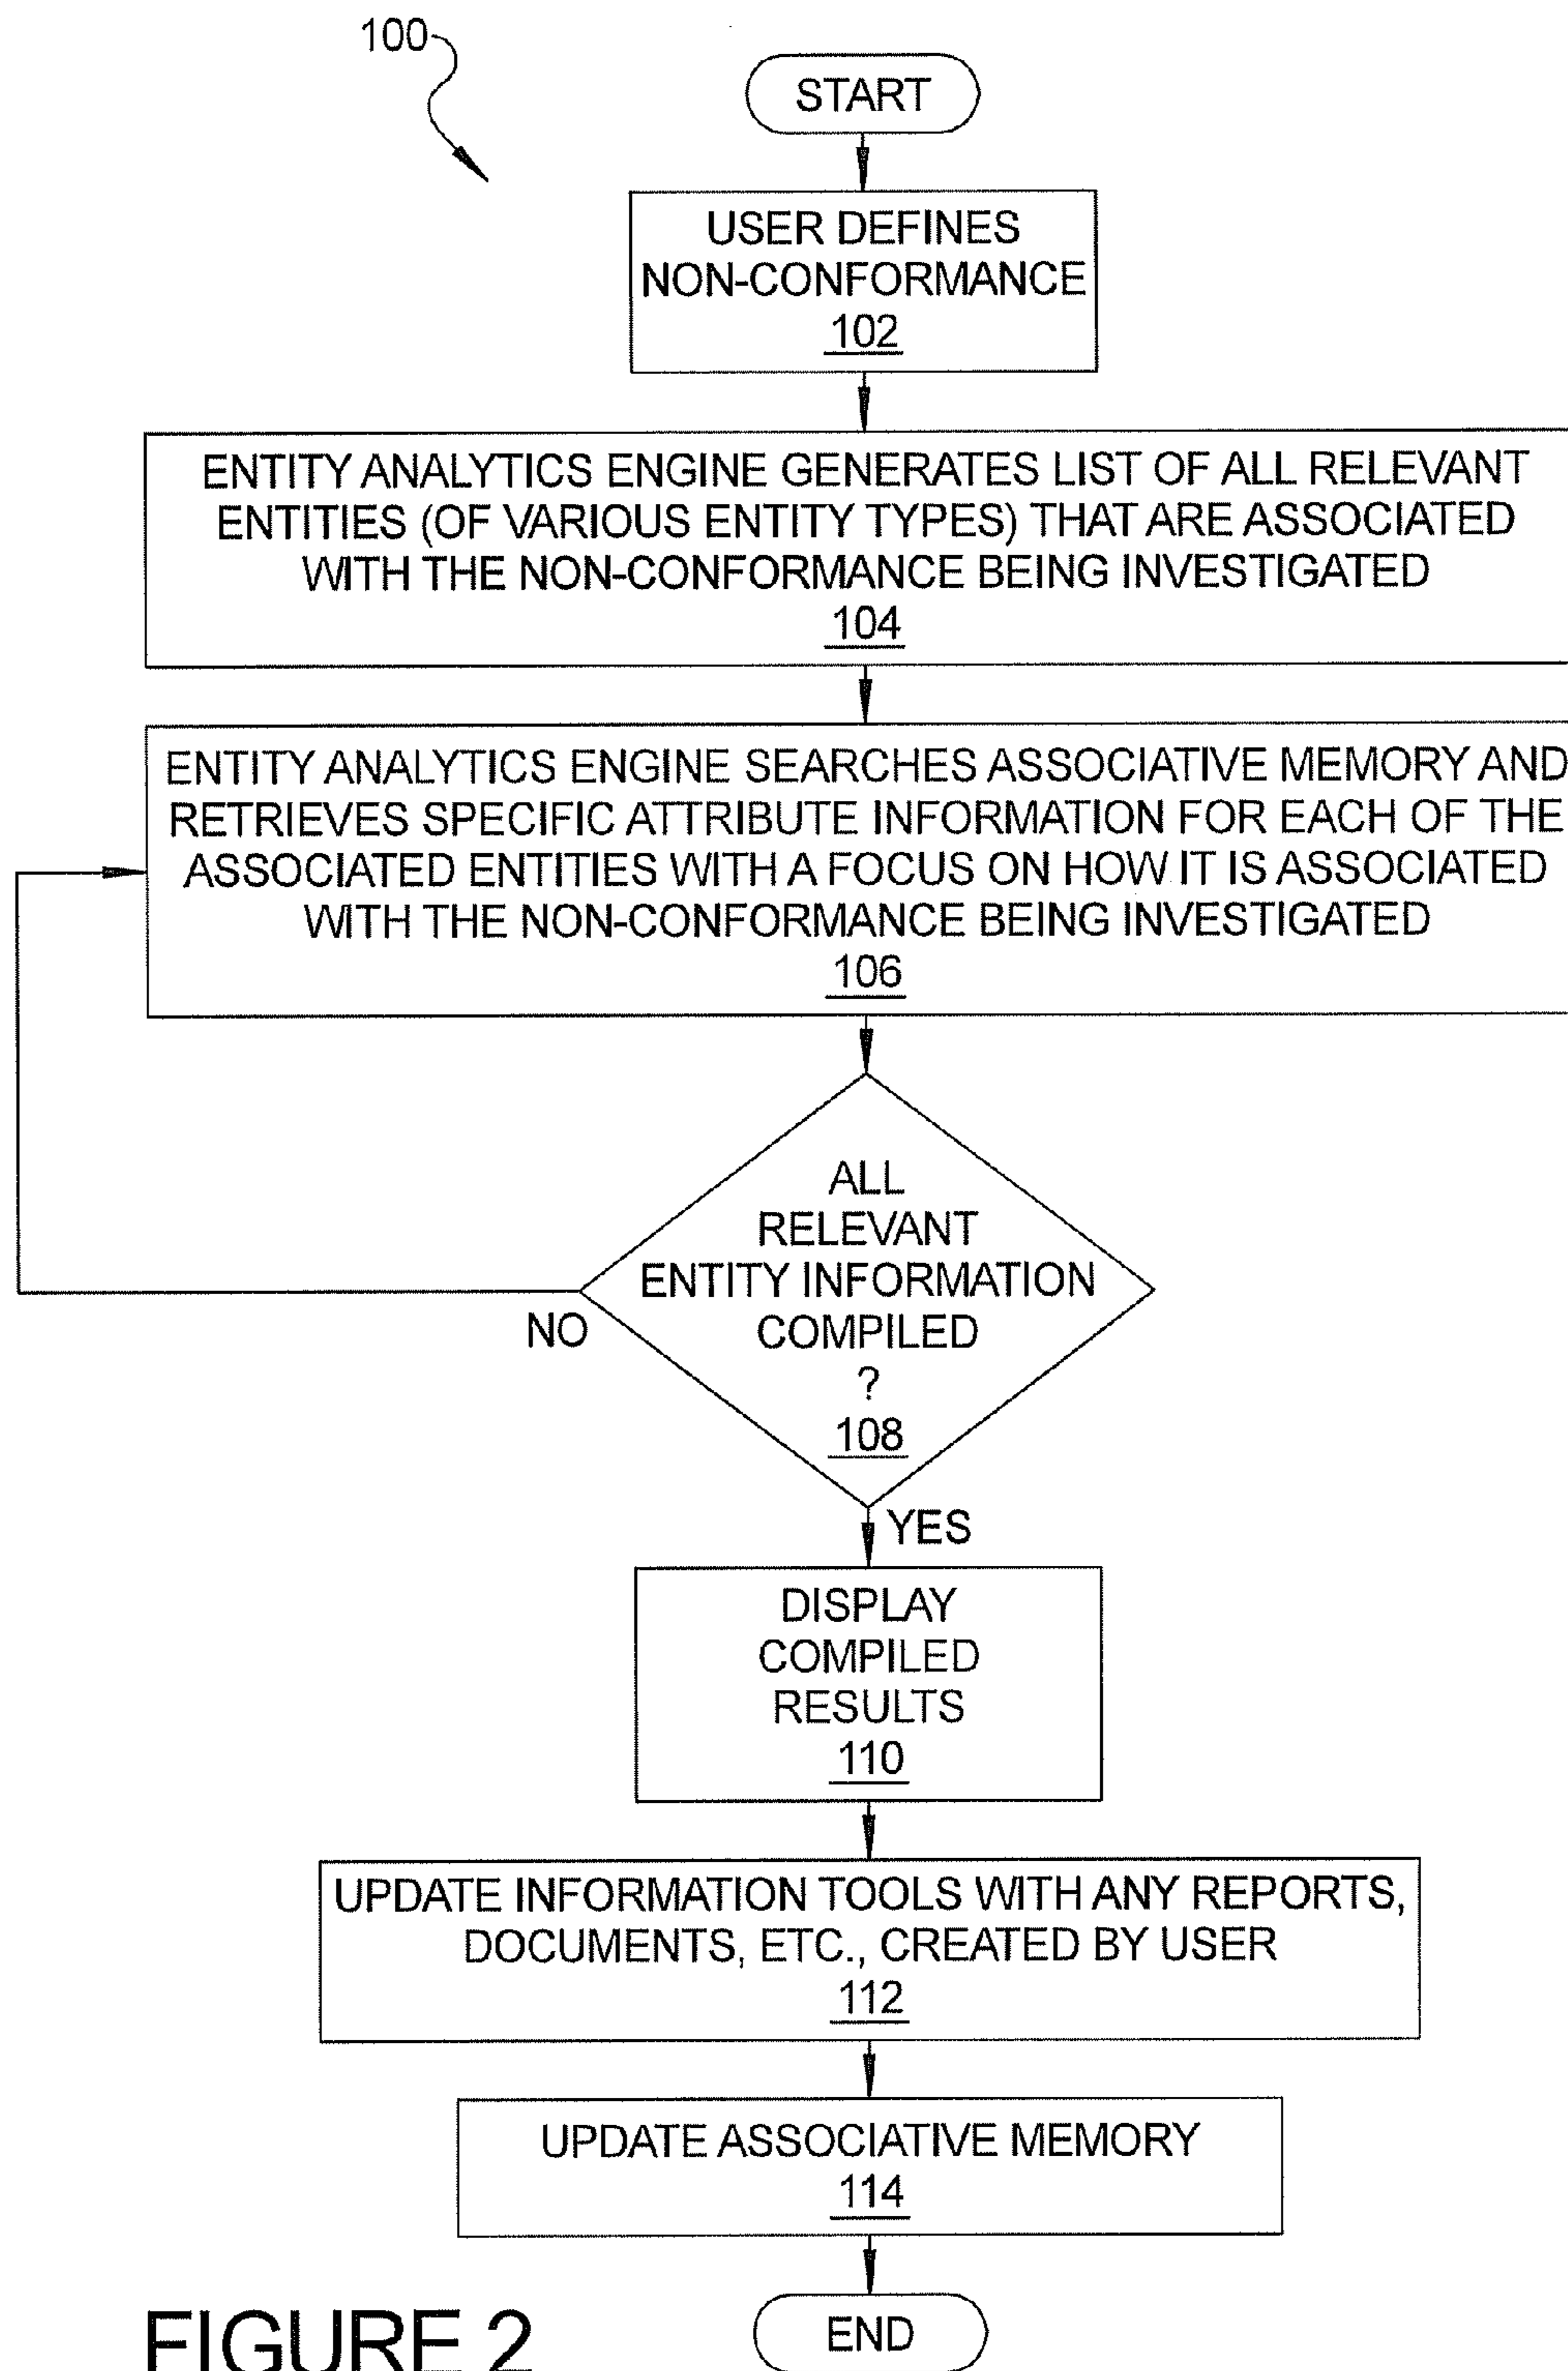 100
START
USER DEFINES
NON-CONFORMANCE
102
ENTITY ANALYTICS ENGINE GENERATES LIST OF ALL RELEVANT
ENTITIES (OF VARIOUS ENTITY TYPES) THAT ARE ASSOCIATED
WITH THE NON-CONFORMANCE BEING INVESTIGATED
104
ENTITY ANALYTICS ENGINE SEARCHES ASSOCIATIVE MEMORY AND
RETRIEVES SPECIFIC ATTRIBUTE INFORMATION FOR EACH OF THE
ASSOCIATED ENTITIES WITH A FOCUS ON HOW IT IS ASSOCIATED
WITH THE NON-CONFORMANCE BEING INVESTIGATED
106
ALL
RELEVANT
ENTITY INFORMATION
COMPILED
?
108
NO
YES
DISPLAY
COMPILED
RESULTS
110
UPDATE INFORMATION TOOLS WITH ANY REPORTS,
DOCUMENTS, ETC., CREATED BY USER
112
UPDATE ASSOCIATIVE MEMORY
114
END
FIGURE 2